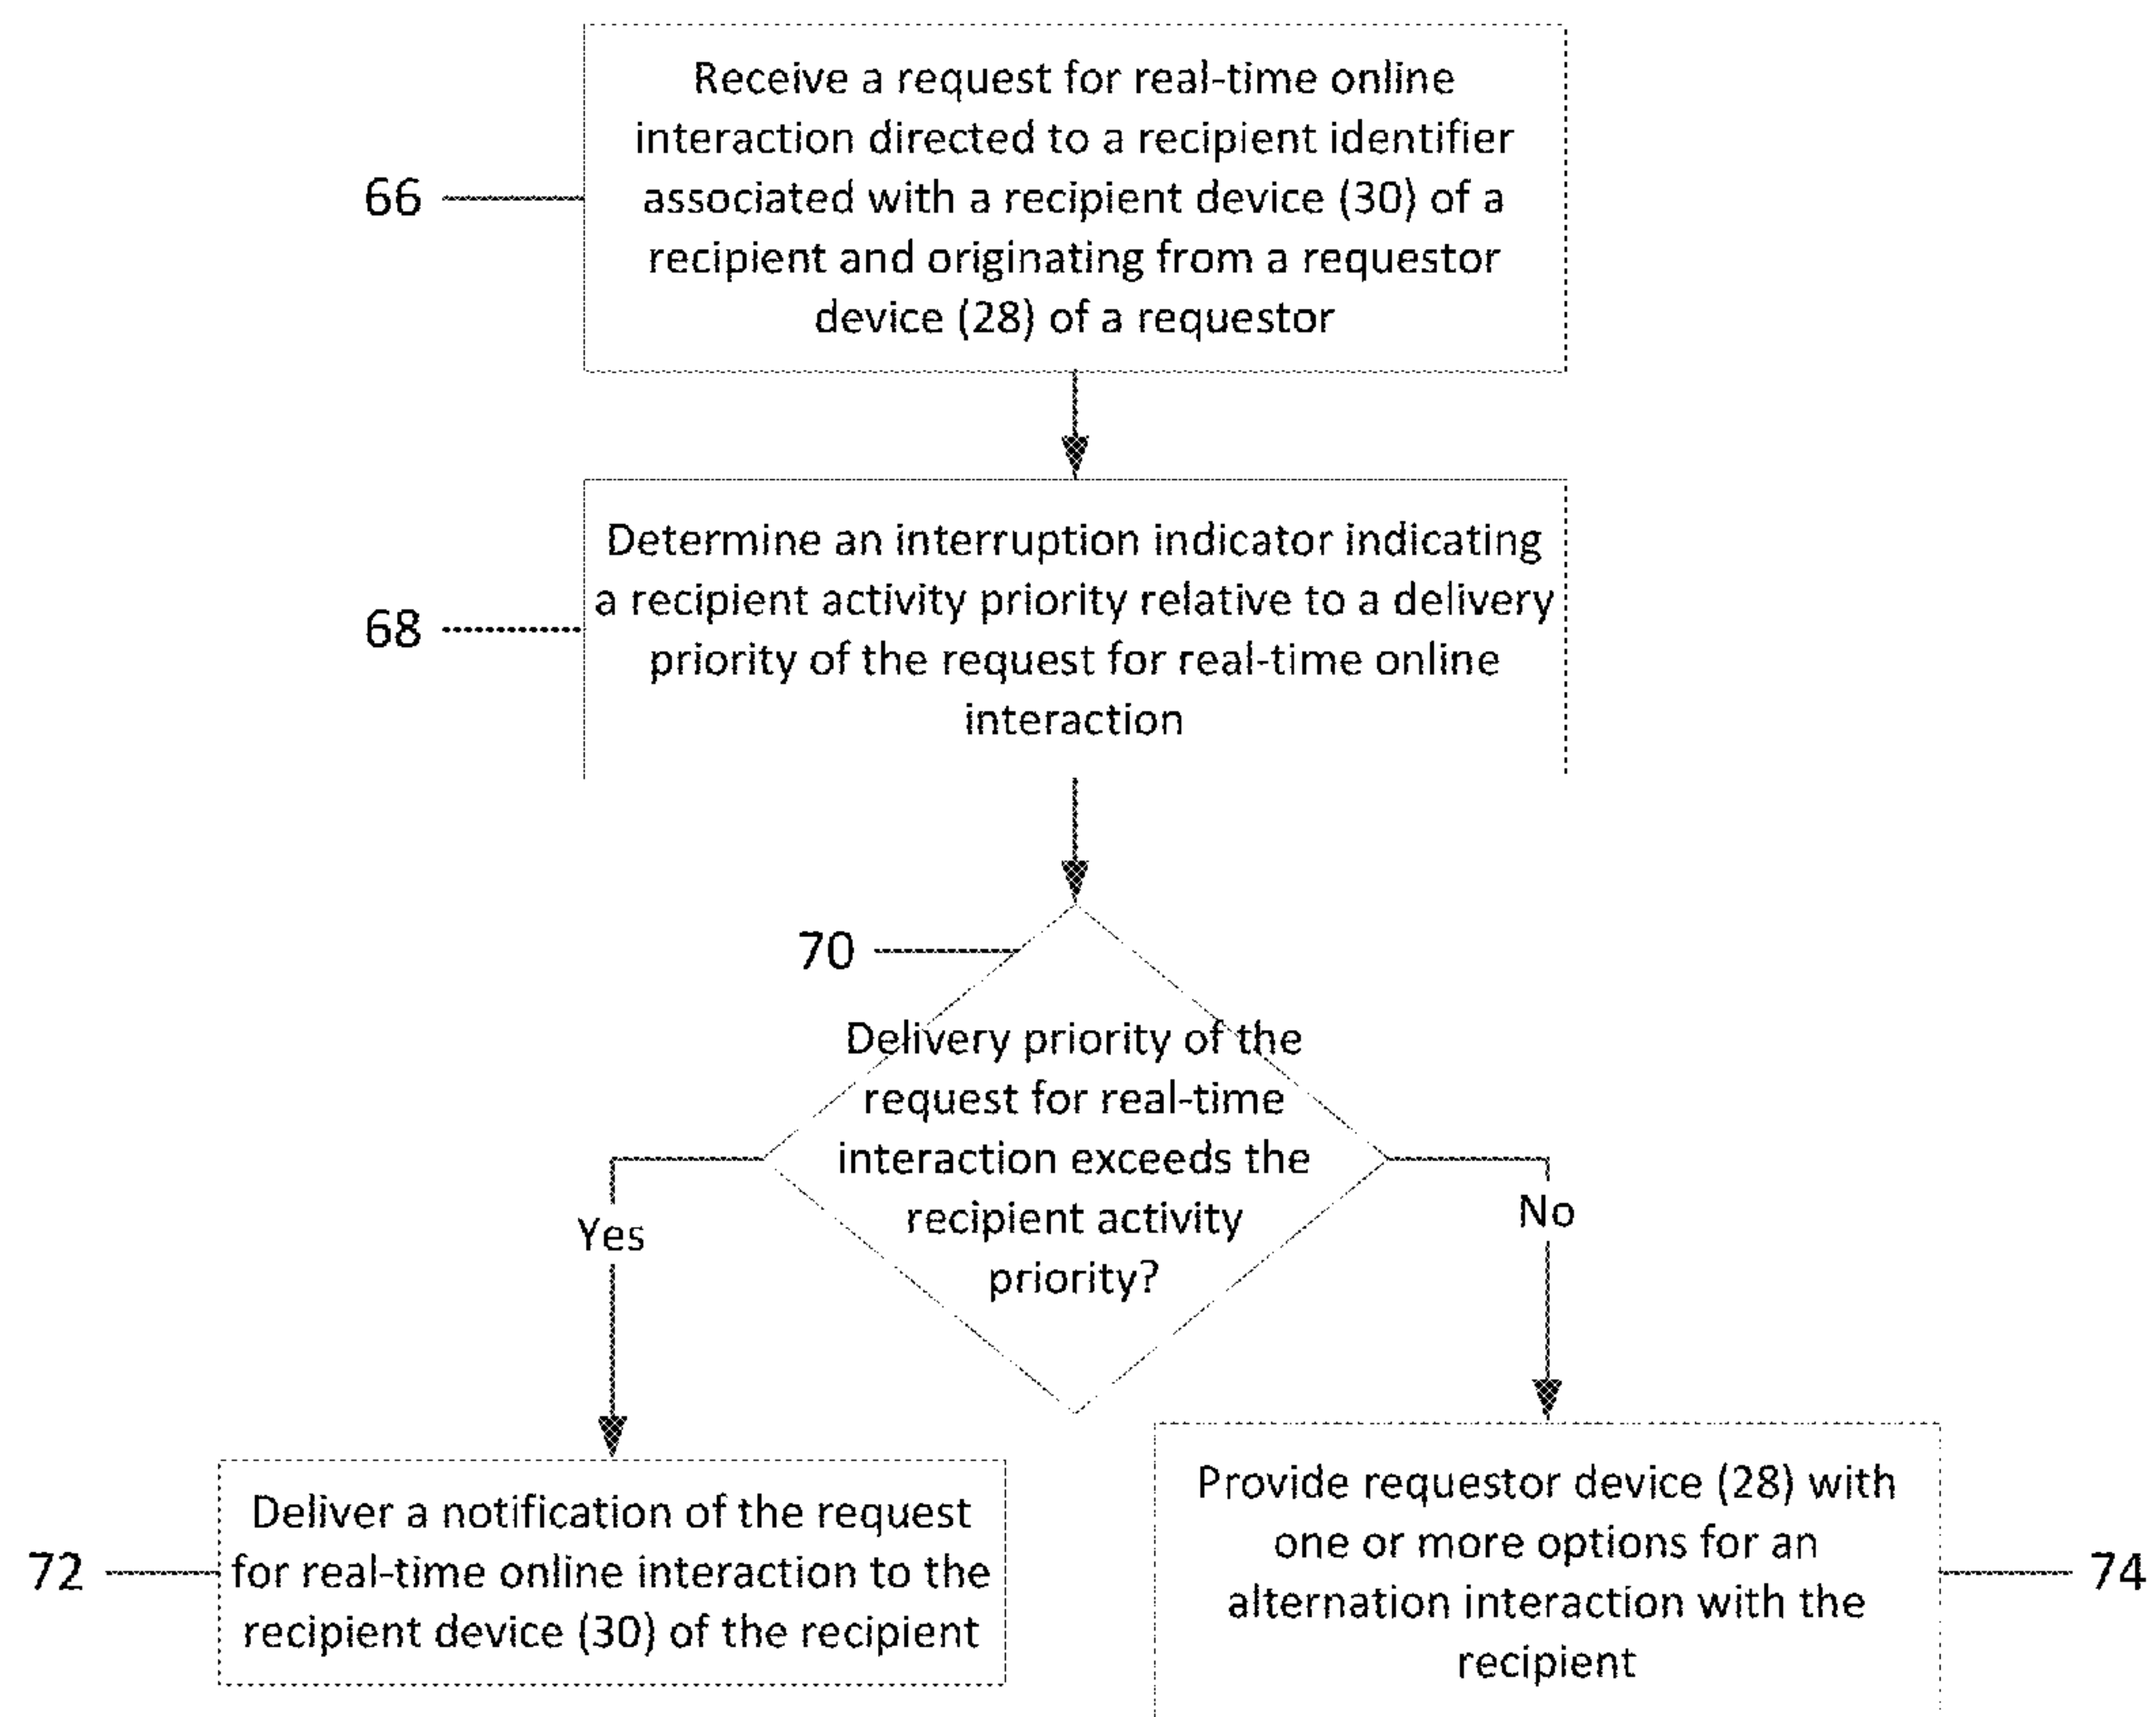 Receive a request for real-time online
interaction directed to a recipient identifier
associated with a recipient device (30) of a
recipient and originating from a requestor
device (28) of a requestor
66
Determine an interruption indicator indicating
a recipient activity priority relative to a delivery
priority of the request for real-time online
interaction
68
70
Delivery priority of the
request for real-time
interaction exceeds the
recipient activity
priority?
Yes
No
Deliver a notification of the request
for real-time online interaction to the
recipient device (30) of the recipient
72
Provide requestor device (28) with
one or more options for an
alternation interaction with the
recipient
74